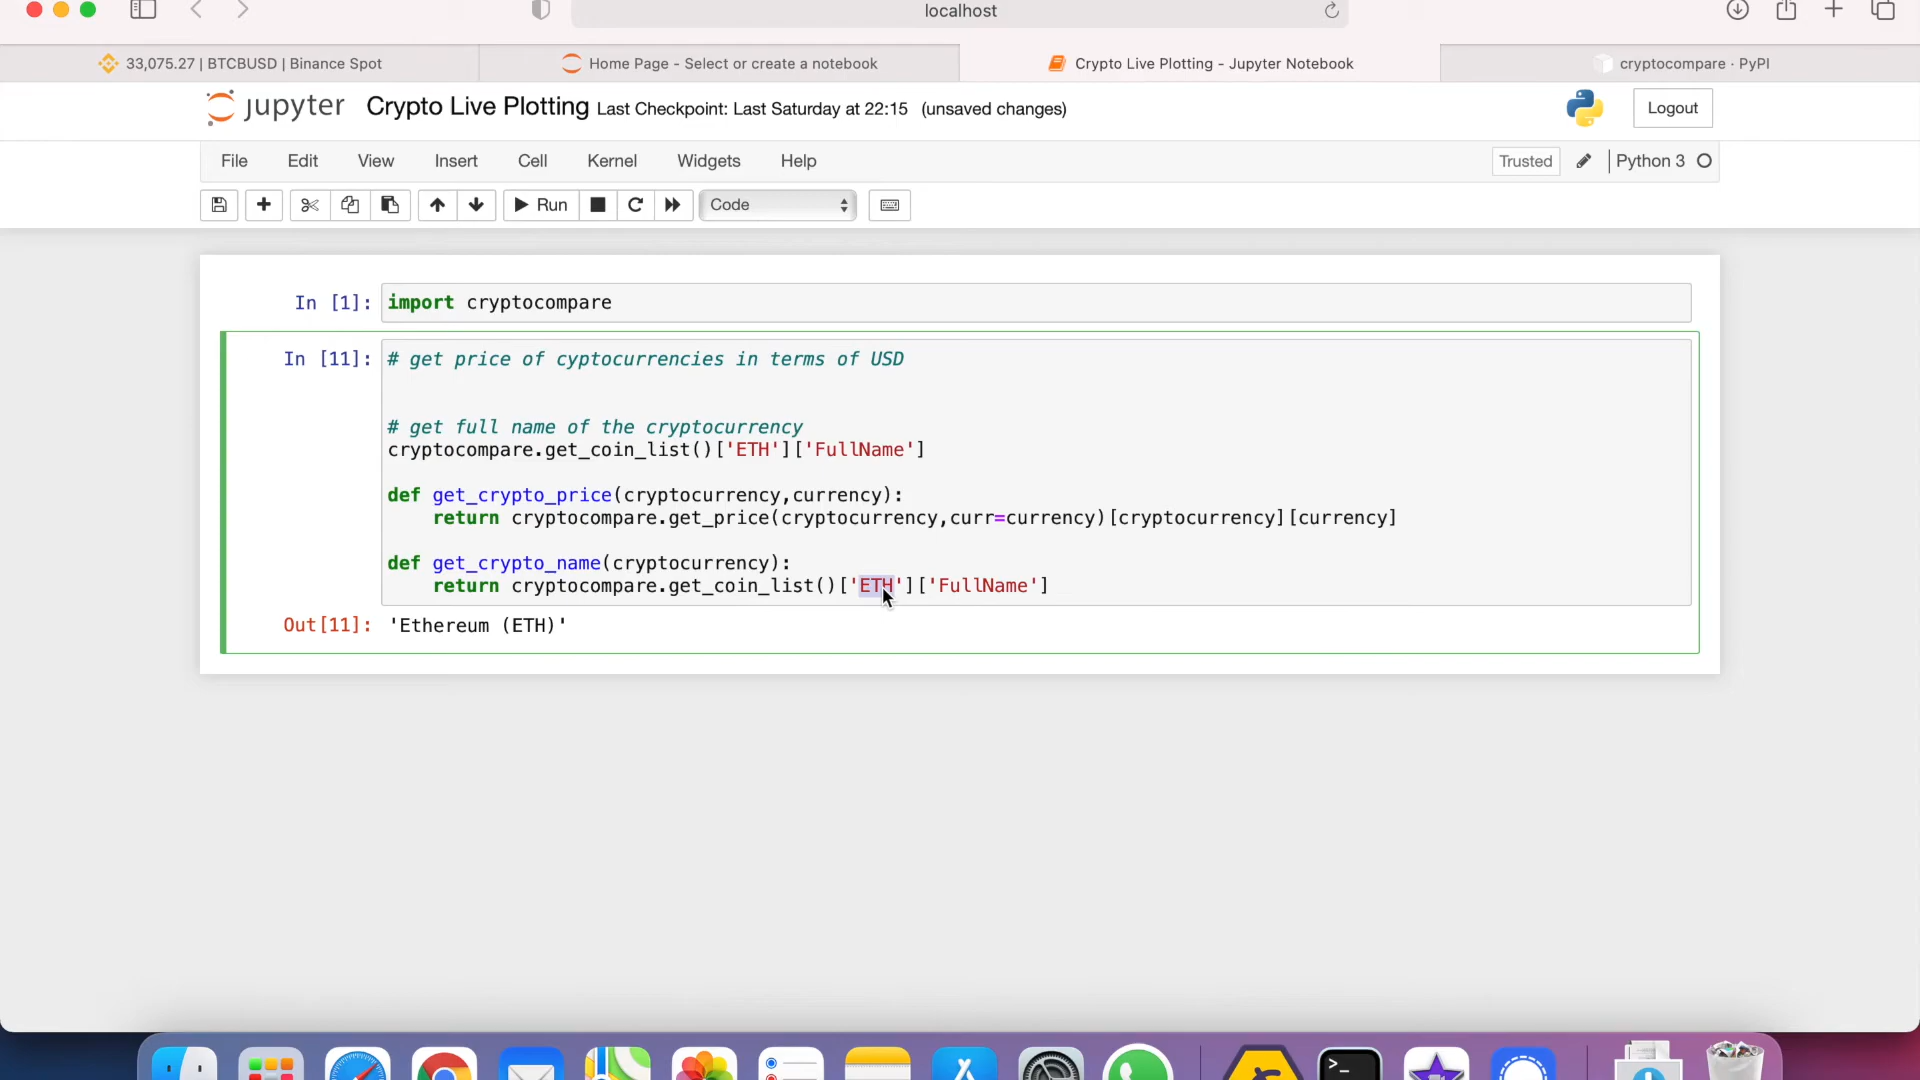 localhost
33,075.27 | BTCBUSD | Binance Spot
Home Page - Select or create a notebook
Crypto Live Plotting - Jupyter Notebook
cryptocompare · PyPI
jupyter Crypto Live Plotting Last Checkpoint: Last Saturday at 22:15 (unsaved changes)
Logout
File Edit View Insert Cell Kernel Widgets Help
Trusted Python 3
Run Code
In [1]: import cryptocompare
In [11]: # get price of cyptocurrencies in terms of USD
# get full name of the cryptocurrency
cryptocompare.get_coin_list()['ETH']['FullName']
def get_crypto_price(cryptocurrency,currency):
return cryptocompare.get_price(cryptocurrency,curr=currency)[cryptocurrency][currency]
def get_crypto_name(cryptocurrency):
return cryptocompare.get_coin_list()['ETH']['FullName']
Out[11]: 'Ethereum (ETH)'